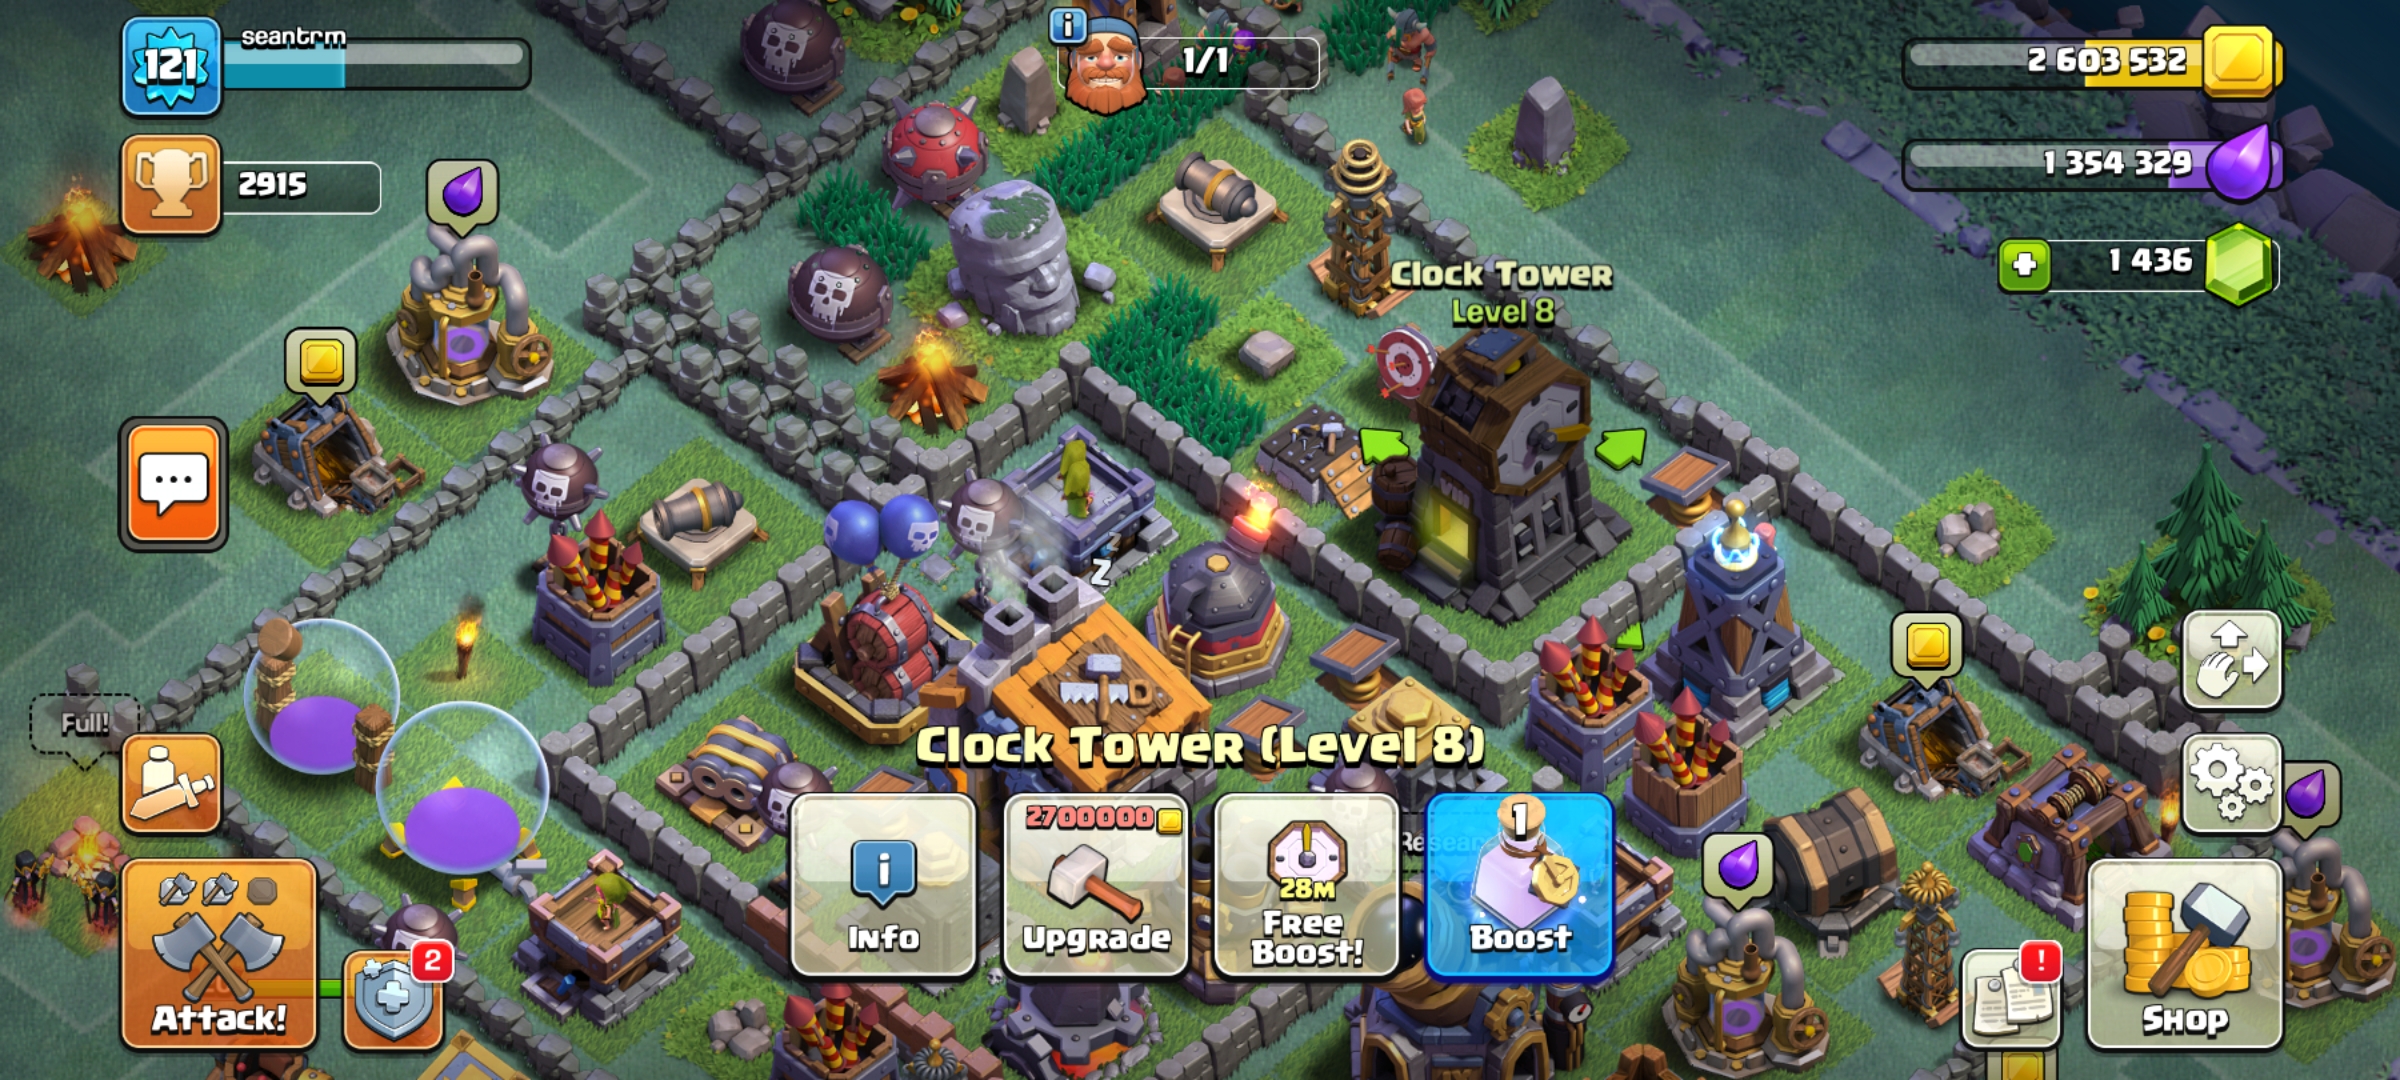 121
seantrm
1/1
2 603 532
2915
1 354 329
1 436
Clock Tower
Level 8
z
Z
Full!
Clock Tower (Level 8)
2700000
1
28M
Info
Upgrade
Free
Boost!
Boost
2
!
Attack!
Shop